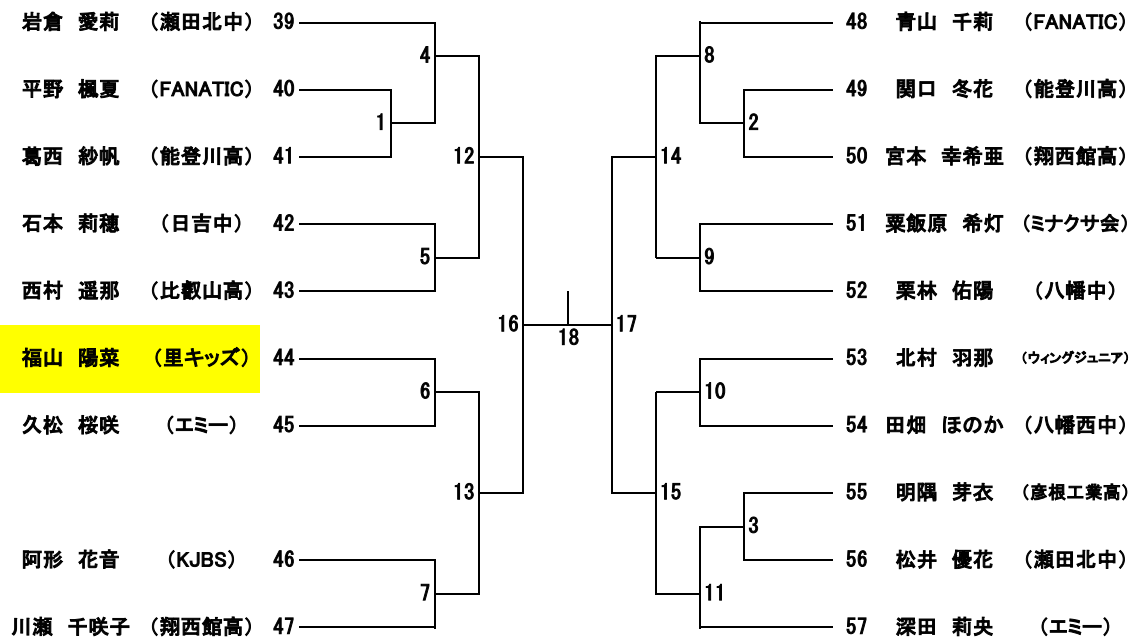 岩倉 愛莉 (瀬田北中) 39
平野 楓夏 (FANATIC) 40
葛西 紗帆 (能登川高) 41
石本 莉穂 (日吉中) 42
西村 遥那 (比叡山高) 43
福山 陽菜 (里キッズ) 44
久松 桜咲 (エミー) 45
阿形 花音 (KJBS) 46
川瀬 千咲子 (翔西館高) 47
4
1
12
5
16
6
13
7
18
48 青山 千莉 (FANATIC)
49 関口 冬花 (能登川高)
50 宮本 幸希亜 (翔西館高)
51 粟飯原 希灯 (ミナクサ会)
52 栗林 佑陽 (八幡中)
53 北村 羽那 (ウィングジュニア)
54 田畑 ほのか (八幡西中)
55 明隅 芽衣 (彦根工業高)
56 松井 優花 (瀬田北中)
57 深田 莉央 (エミー)
8
2
14
9
17
10
15
3
11